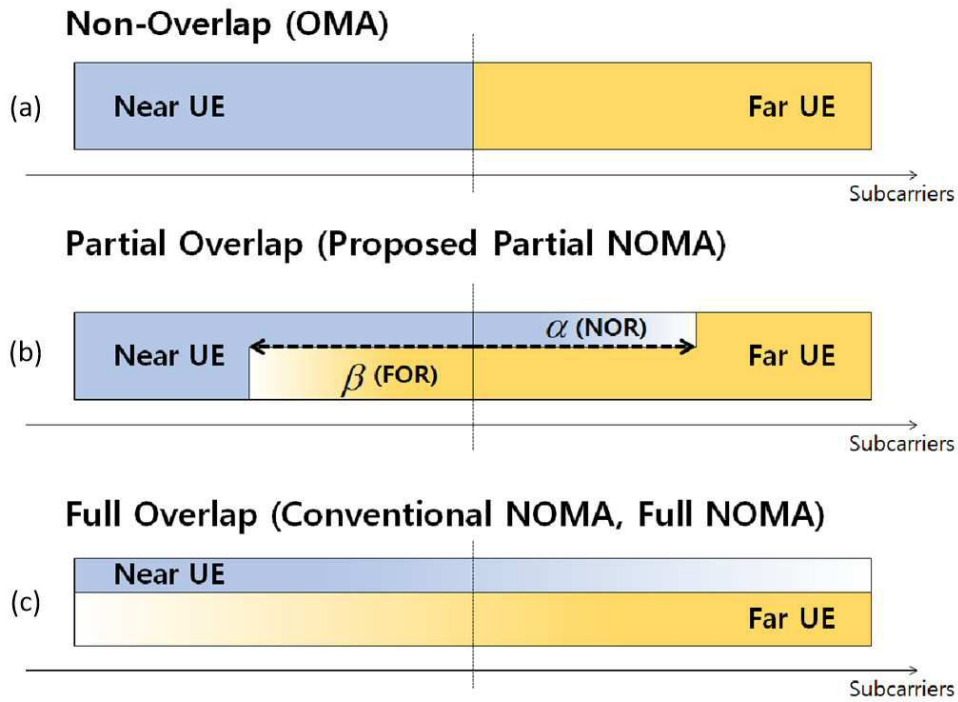 Non-Overlap (OMA)
(a)
Near UE
Far UE
Subcarriers
Partial Overlap (Proposed Partial NOMA)
(b)
Near UE
α (NOR)
β (FOR)
Far UE
Subcarriers
Full Overlap (Conventional NOMA, Full NOMA)
(c)
Near UE
Far UE
Subcarriers